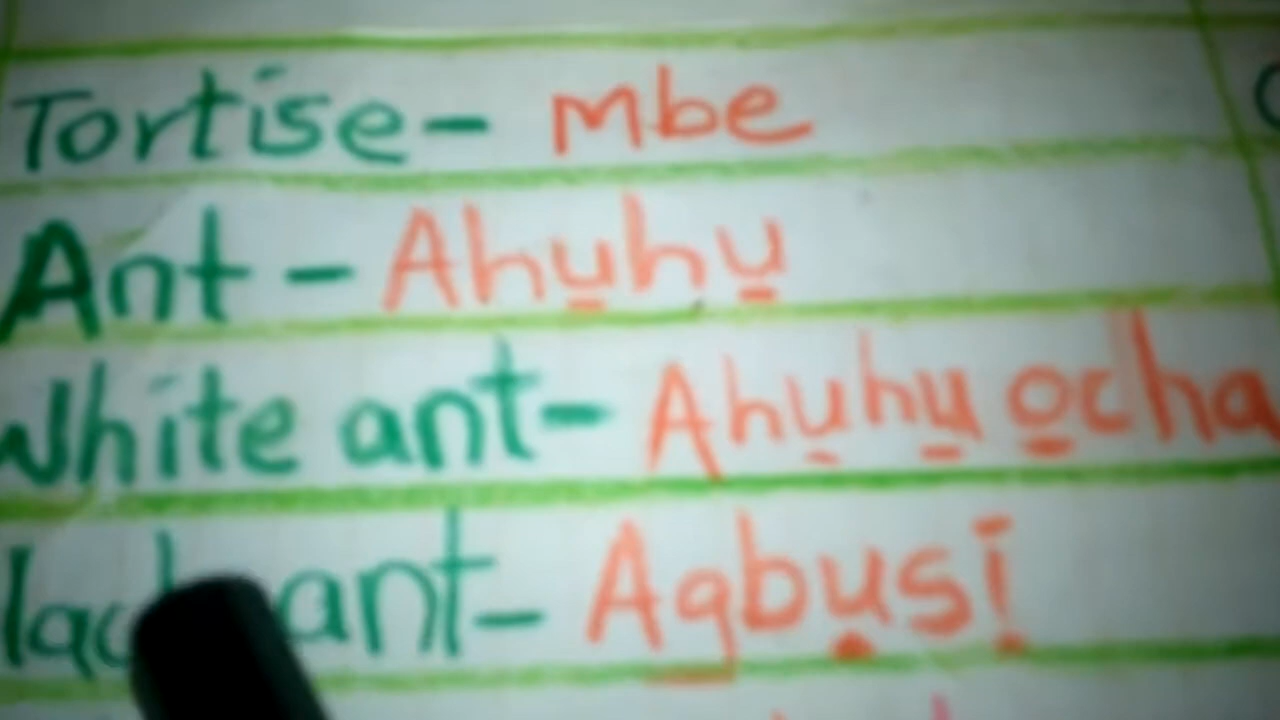 Tortise - Mbe
Ant - Ahụhụ
White ant - Ahụhụ ọcha
ant - Agbụsị